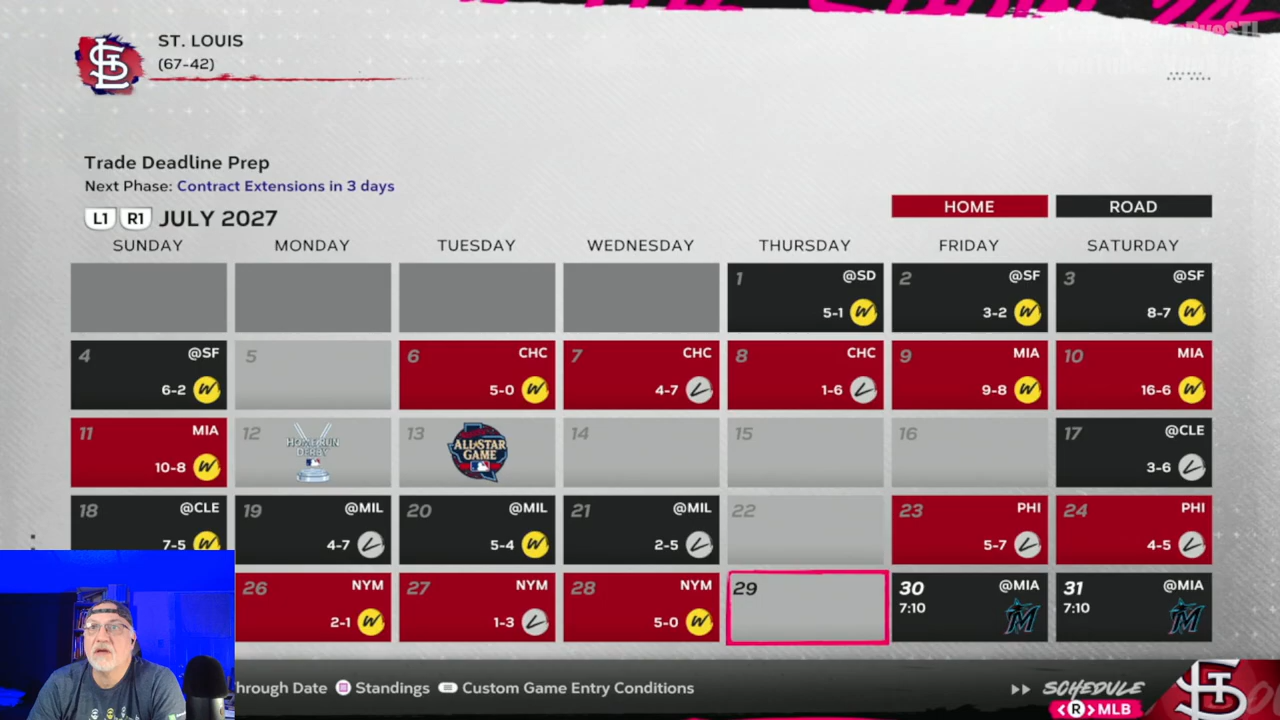 ST. LOUIS
(67-42)
Trade Deadline Prep
Next Phase: Contract Extensions in 3 days
L1 R1 JULY 2027
HOME ROAD
SUNDAY MONDAY TUESDAY WEDNESDAY THURSDAY FRIDAY SATURDAY
1 @SD 2 @SF 3 @SF
5-1 W 3-2 W 8-7 W
4 @SF 5 6 CHC 7 CHC 8 CHC 9 MIA 10 MIA
6-2 W 5-0 W 4-7 L 1-6 L 9-8 W 16-6 W
11 MIA 12 HOME RUN DERBY 13 ALL-STAR GAME 14 15 16 17 @CLE
10-8 W 3-6 L
18 @CLE 19 @MIL 20 @MIL 21 @MIL 22 23 PHI 24 PHI
7-5 W 4-7 L 5-4 W 2-5 L 5-7 L 4-5 L
26 NYM 27 NYM 28 NYM 29 30 @MIA 31 @MIA
2-1 W 1-3 L 5-0 W 7:10 7:10
hrough Date Standings Custom Game Entry Conditions
SCHEDULE
R MLB